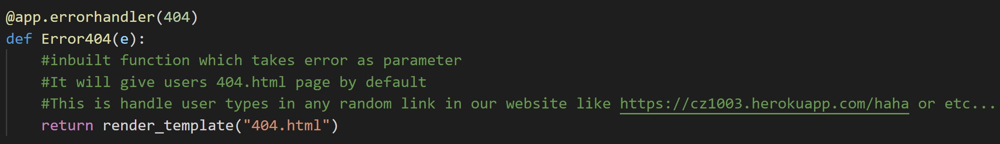 @app.errorhandler(404)
def Error404(e):
    #inbuilt function which takes error as parameter
    #It will give users 404.html page by default
    #This is handle user types in any random link in our website like https://cz1003.herokuapp.com/haha or etc...
    return render_template("404.html")